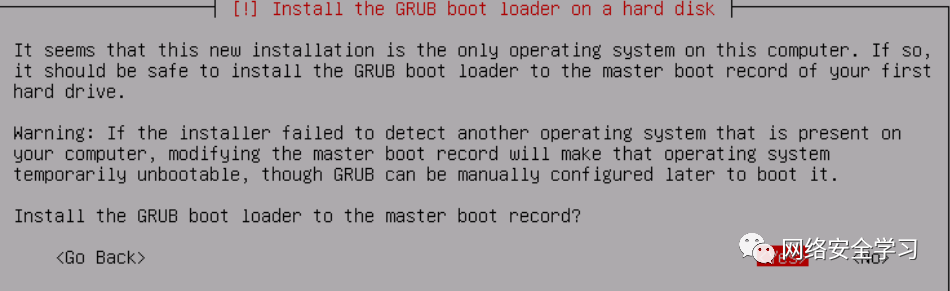 [!] Install the GRUB boot loader on a hard disk
It seems that this new installation is the only operating system on this computer. If so,
it should be safe to install the GRUB boot loader to the master boot record of your first
hard drive.
Warning: If the installer failed to detect another operating system that is present on
your computer, modifying the master boot record will make that operating system
temporarily unbootable, though GRUB can be manually configured later to boot it.
Install the GRUB boot loader to the master boot record?
<Go Back> <Yes> <No>
网络安全学习